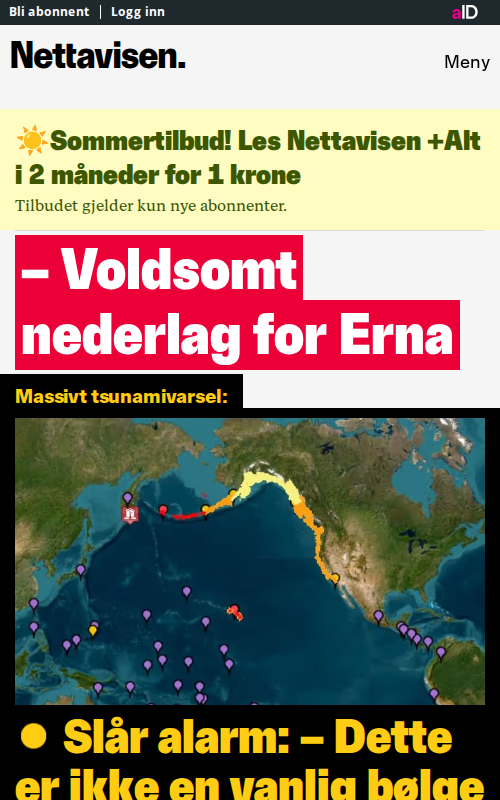 Bli abonnent
Logg inn
aID
Nettavisen.
Meny
Sommertilbud! Les Nettavisen +Alt
i 2 måneder for 1 krone
Tilbudet gjelder kun nye abonnenter.
– Voldsomt
nederlag for Erna
Massivt tsunamivarsel:
Slår alarm: – Dette
er ikke en vanlig bølge